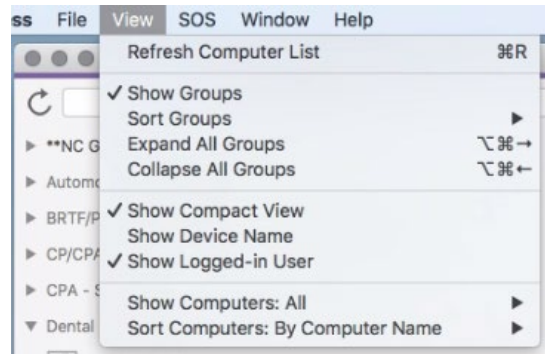 ss File View SOS Window Help
Refresh Computer List ⌘R
✓ Show Groups
Sort Groups ▶
Expand All Groups ⌥⌘→
Collapse All Groups ⌥⌘←
✓ Show Compact View
Show Device Name
✓ Show Logged-in User
Show Computers: All ▶
Sort Computers: By Computer Name ▶
**NC G
Automo
BRTF/P
CP/CPA
CPA - S
Dental